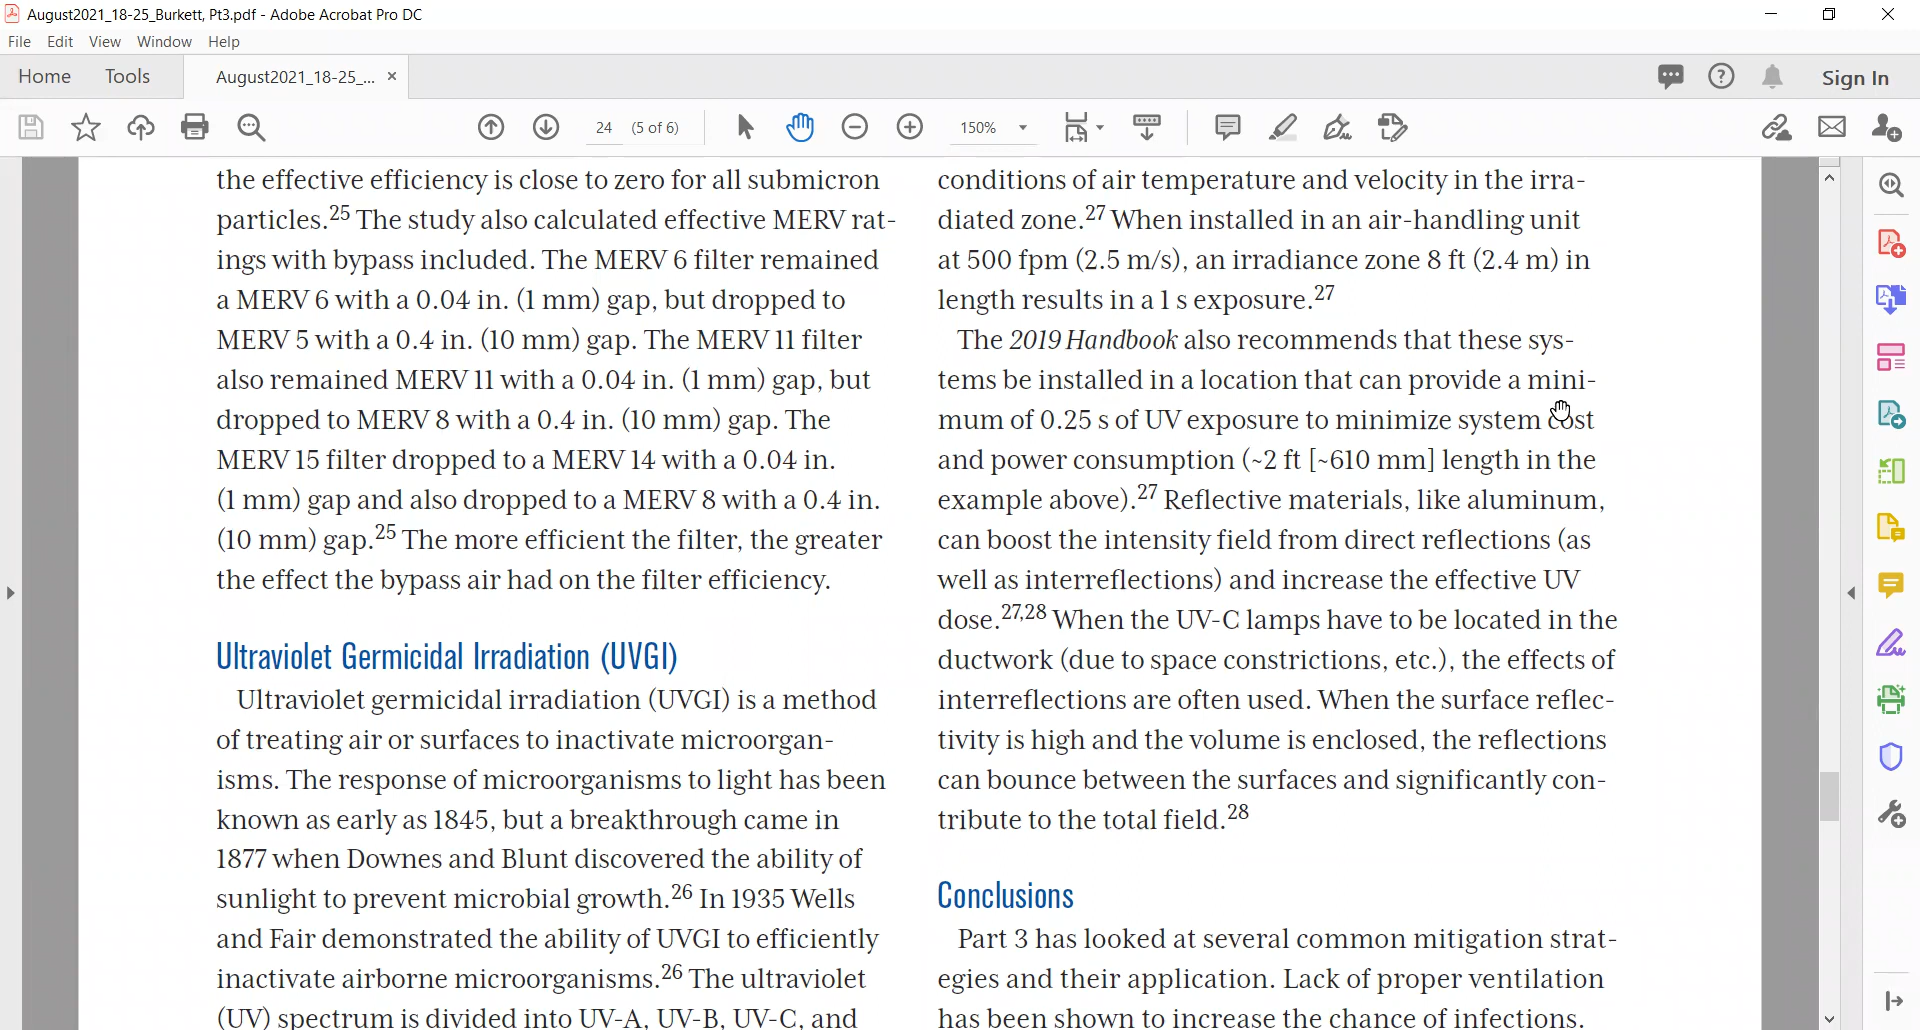 August2021_18-25_Burkett, Pt3.pdf - Adobe Acrobat Pro DC
File Edit View Window Help
Home Tools August2021_18-25_... × Sign In
24 (5 of 6) 150%
the effective efficiency is close to zero for all submicron
particles.25 The study also calculated effective MERV rat-
ings with bypass included. The MERV 6 filter remained
a MERV 6 with a 0.04 in. (1 mm) gap, but dropped to
MERV 5 with a 0.4 in. (10 mm) gap. The MERV 11 filter
also remained MERV 11 with a 0.04 in. (1 mm) gap, but
dropped to MERV 8 with a 0.4 in. (10 mm) gap. The
MERV 15 filter dropped to a MERV 14 with a 0.04 in.
(1 mm) gap and also dropped to a MERV 8 with a 0.4 in.
(10 mm) gap.25 The more efficient the filter, the greater
the effect the bypass air had on the filter efficiency.
Ultraviolet Germicidal Irradiation (UVGI)
Ultraviolet germicidal irradiation (UVGI) is a method
of treating air or surfaces to inactivate microorgan-
isms. The response of microorganisms to light has been
known as early as 1845, but a breakthrough came in
1877 when Downes and Blunt discovered the ability of
sunlight to prevent microbial growth.26 In 1935 Wells
and Fair demonstrated the ability of UVGI to efficiently
inactivate airborne microorganisms.26 The ultraviolet
(UV) spectrum is divided into UV-A, UV-B, UV-C, and
conditions of air temperature and velocity in the irra-
diated zone.27 When installed in an air-handling unit
at 500 fpm (2.5 m/s), an irradiance zone 8 ft (2.4 m) in
length results in a 1 s exposure.27
The 2019 Handbook also recommends that these sys-
tems be installed in a location that can provide a mini-
mum of 0.25 s of UV exposure to minimize system cost
and power consumption (~2 ft [~610 mm] length in the
example above).27 Reflective materials, like aluminum,
can boost the intensity field from direct reflections (as
well as interreflections) and increase the effective UV
dose.27,28 When the UV-C lamps have to be located in the
ductwork (due to space constrictions, etc.), the effects of
interreflections are often used. When the surface reflec-
tivity is high and the volume is enclosed, the reflections
can bounce between the surfaces and significantly con-
tribute to the total field.28
Conclusions
Part 3 has looked at several common mitigation strat-
egies and their application. Lack of proper ventilation
has been shown to increase the chance of infections.